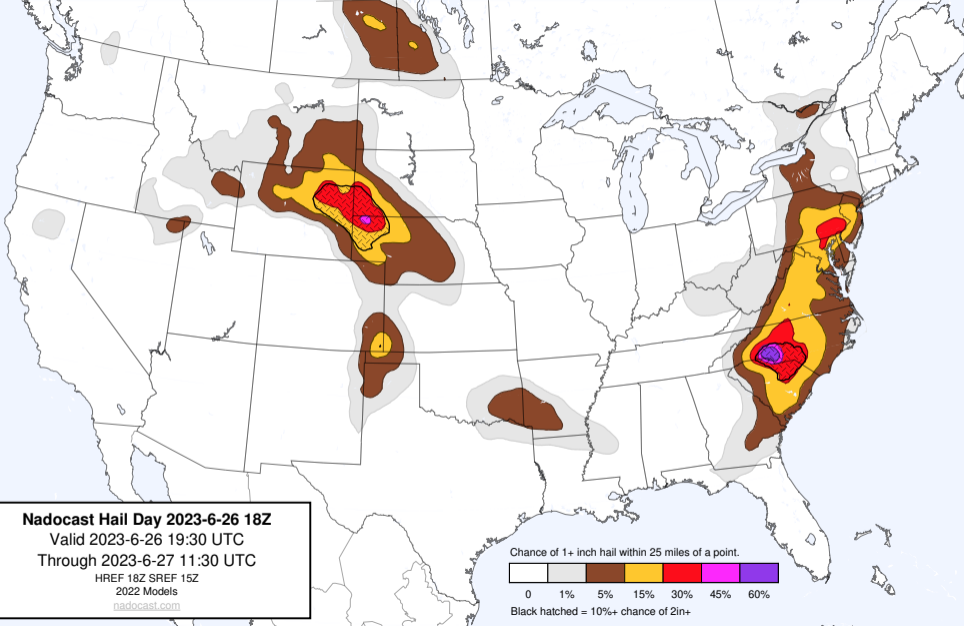 Nadocast Hail Day 2023-6-26 18Z
Valid 2023-6-26 19:30 UTC
Through 2023-6-27 11:30 UTC
HREF 18Z SREF 15Z
2022 Models
nadocast.com
Chance of 1+ inch hail within 25 miles of a point.
0 1% 5% 15% 30% 45% 60%
Black hatched = 10%+ chance of 2in+